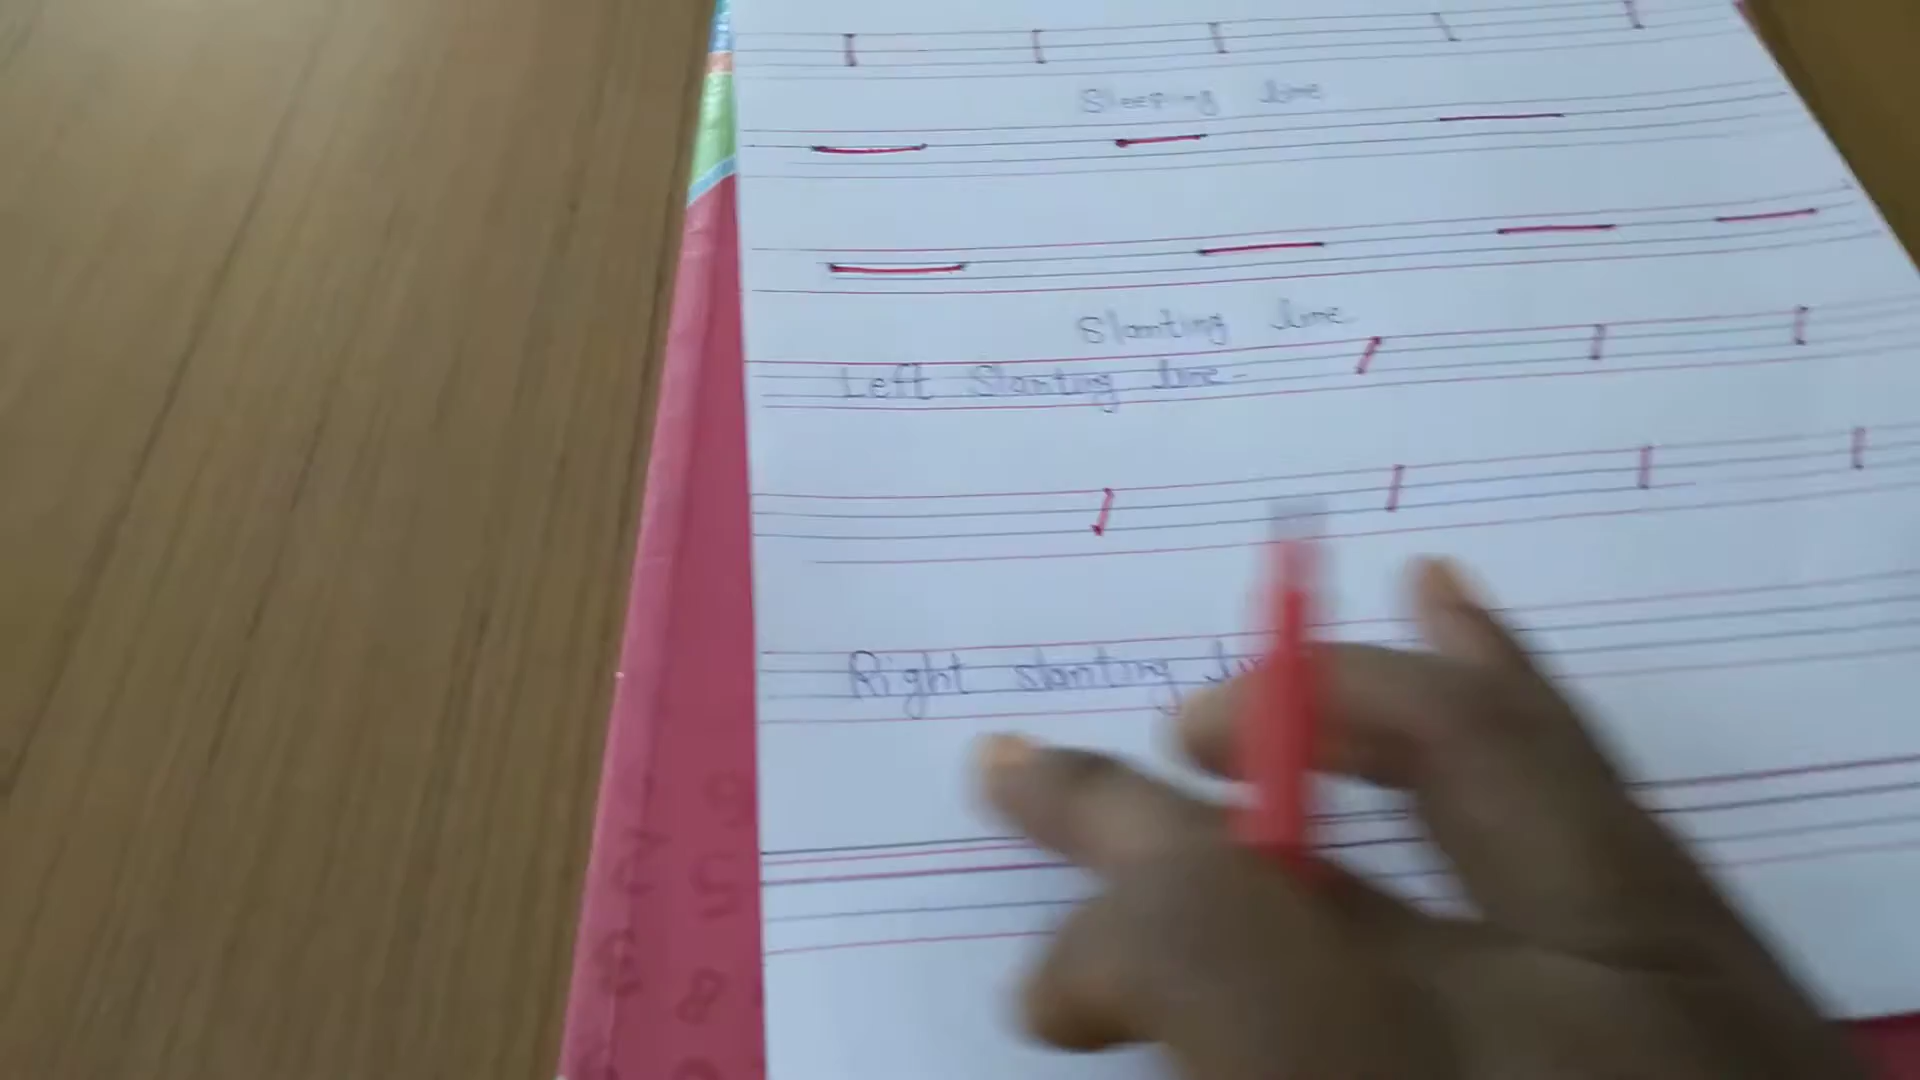 Sleeping line
Slanting line
Left Slanting line-
Right slanting